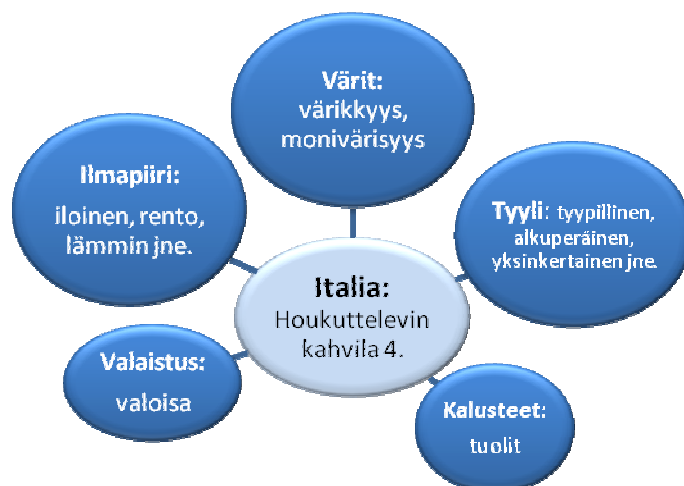 Värit:
värikkyys,
monivärisyys
Ilmapiiri:
iloinen, rento,
lämmin jne.
Tyyli: tyypillinen,
alkuperäinen,
yksinkertainen jne.
Italia:
Houkuttelevin
kahvila 4.
Valaistus:
valoisa
Kalusteet:
tuolit